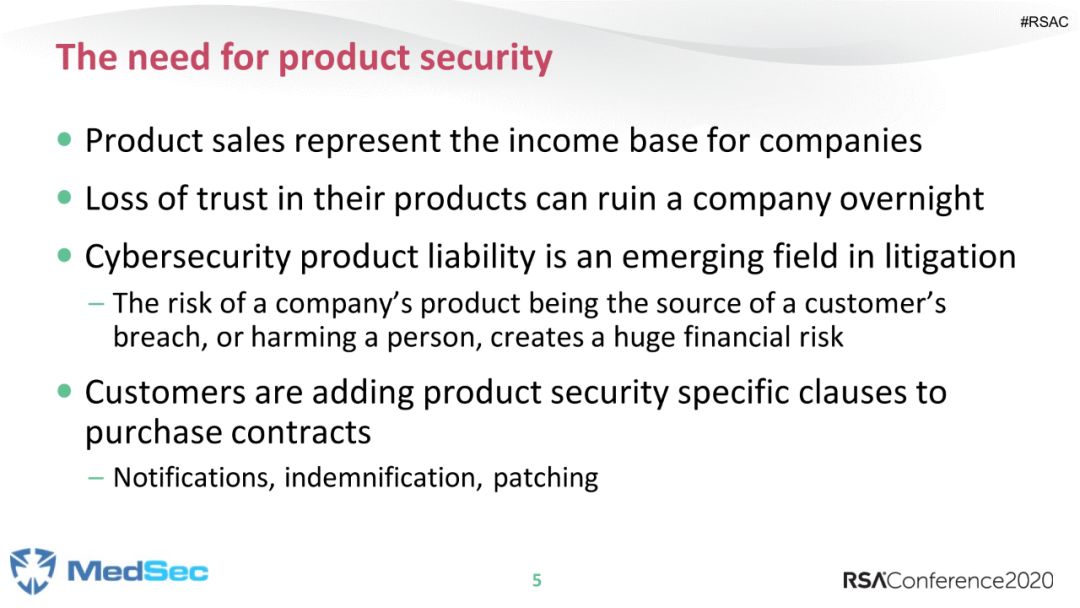 #RSAC
The need for product security
• Product sales represent the income base for companies
• Loss of trust in their products can ruin a company overnight
• Cybersecurity product liability is an emerging field in litigation
– The risk of a company’s product being the source of a customer’s
breach, or harming a person, creates a huge financial risk
• Customers are adding product security specific clauses to
purchase contracts
– Notifications, indemnification, patching
MedSec
5
RSAConference2020